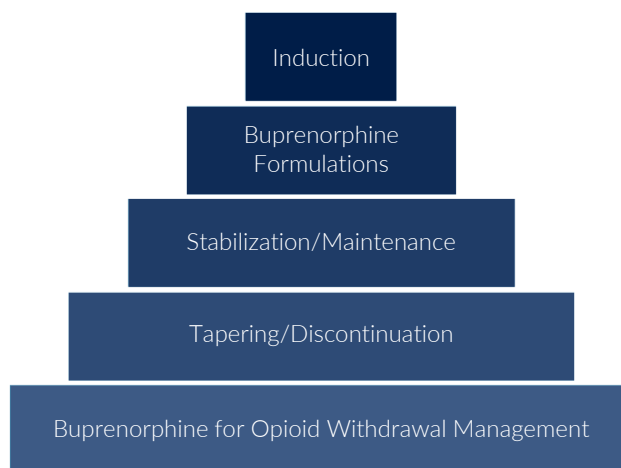 Induction
Buprenorphine
Formulations
Stabilization/Maintenance
Tapering/Discontinuation
Buprenorphine for Opioid Withdrawal Management